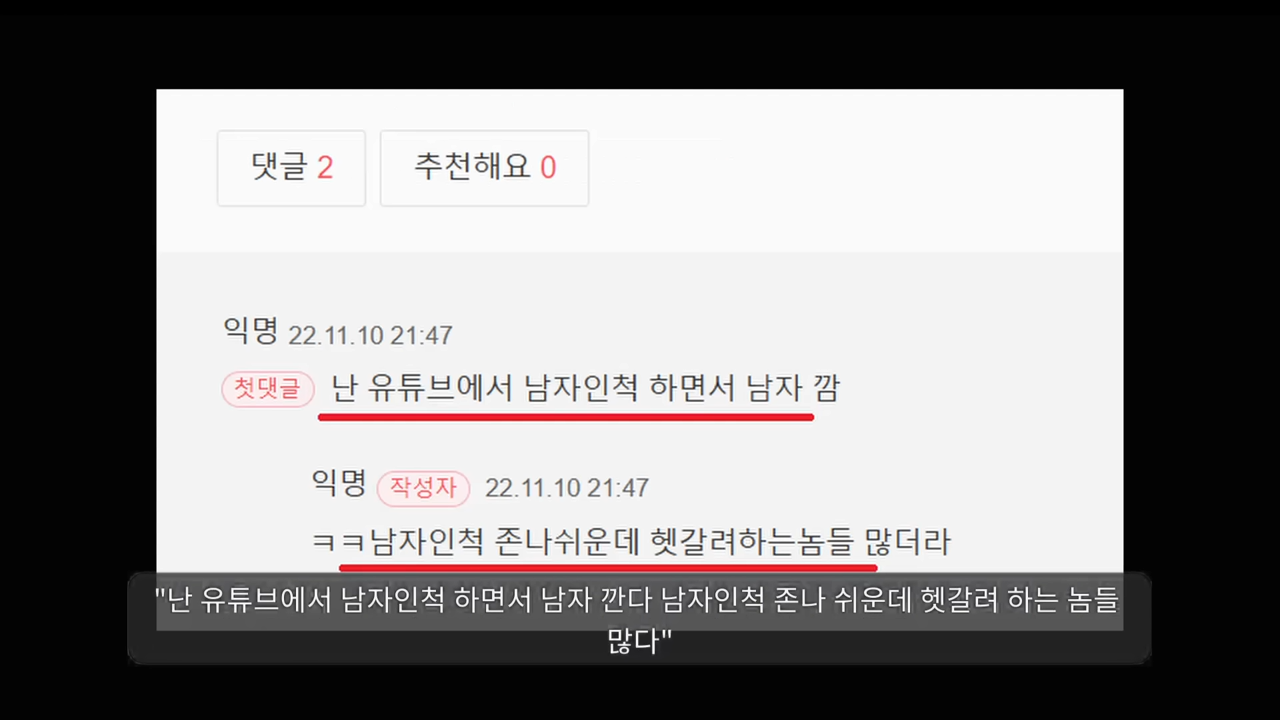 댓글 2 추천해요 0
익명 22.11.10 21:47
첫댓글 난 유튜브에서 남자인척 하면서 남자 깜
익명 작성자 22.11.10 21:47
ㅋㅋ남자인척 존나쉬운데 헷갈려하는놈들 많더라
"난 유튜브에서 남자인척 하면서 남자 깐다 남자인척 존나 쉬운데 헷갈려 하는 놈들
많다"